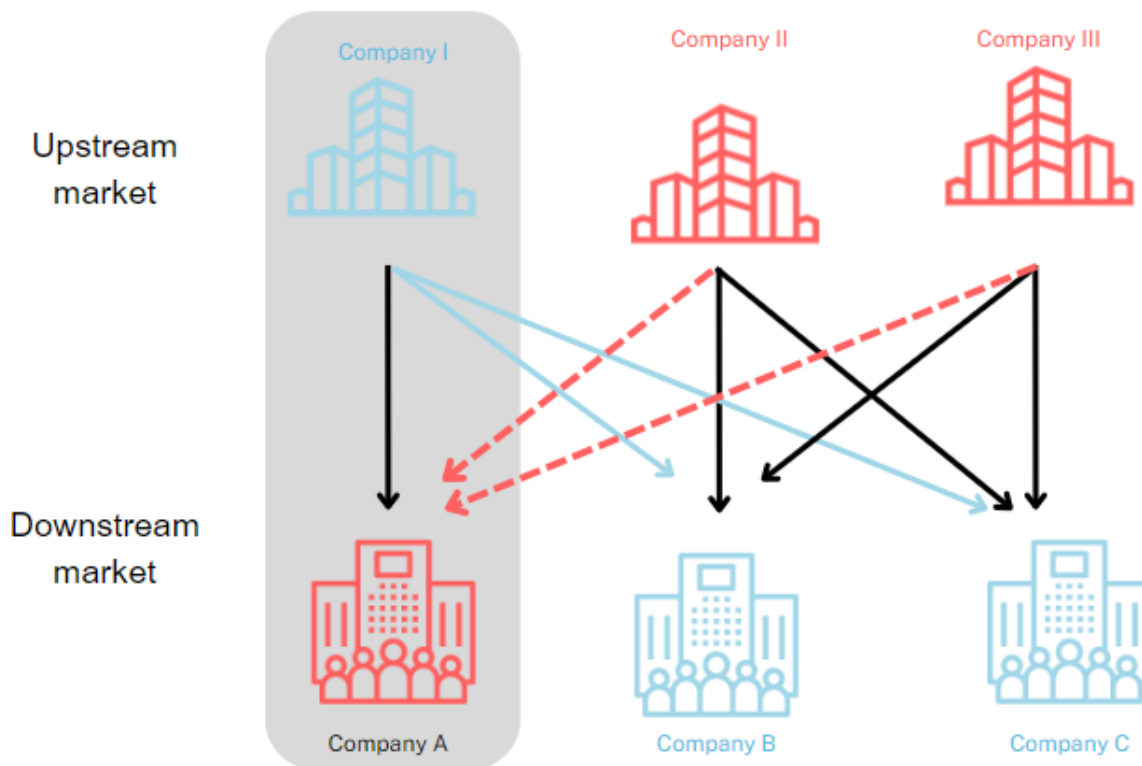 Company I
Company II
Company III
Upstream
market
Downstream
market
Company A
Company B
Company C